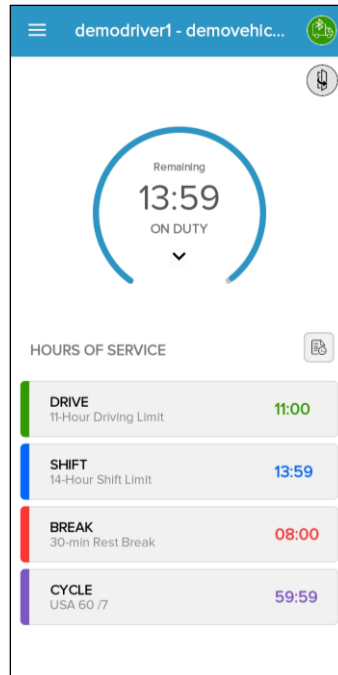 demodriver1 - demovehic...
Remaining
13:59
ON DUTY
HOURS OF SERVICE
DRIVE
11-Hour Driving Limit
11:00
SHIFT
14-Hour Shift Limit
13:59
BREAK
30-min Rest Break
08:00
CYCLE
USA 60 /7
59:59